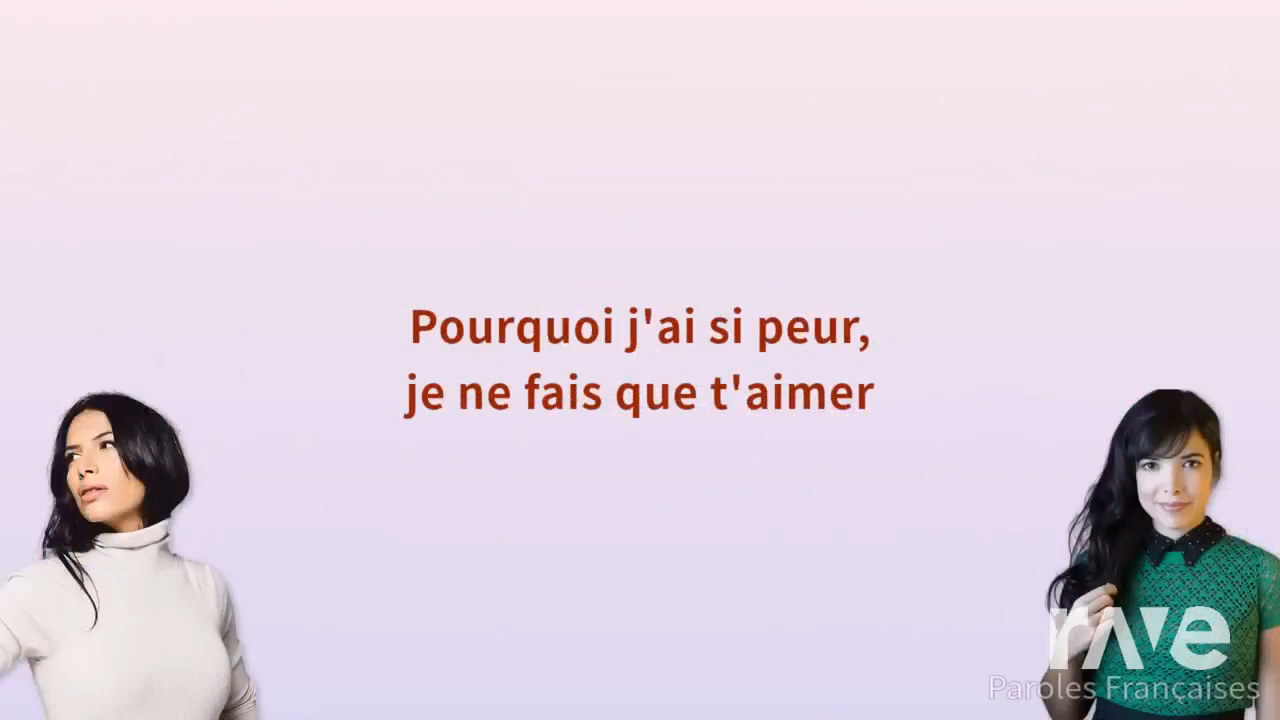 Pourquoi j'ai si peur,
je ne fais que t'aimer
rave
Paroles Françaises